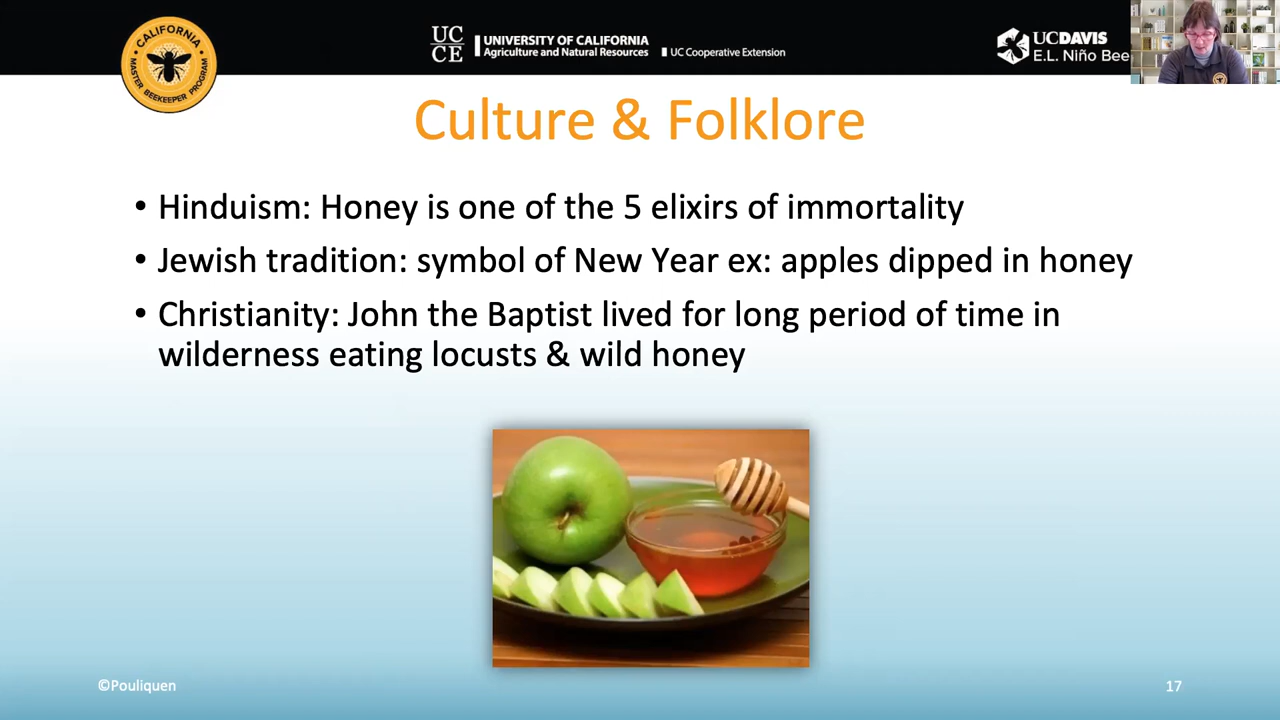 CALIFORNIA
MASTER BEEKEEPER PROGRAM
UC
CE
UNIVERSITY OF CALIFORNIA
Agriculture and Natural Resources
UC Cooperative Extension
UCDAVIS
E.L. Niño Bee
Culture & Folklore
• Hinduism: Honey is one of the 5 elixirs of immortality
• Jewish tradition: symbol of New Year ex: apples dipped in honey
• Christianity: John the Baptist lived for long period of time in
wilderness eating locusts & wild honey
©Pouliquen
17